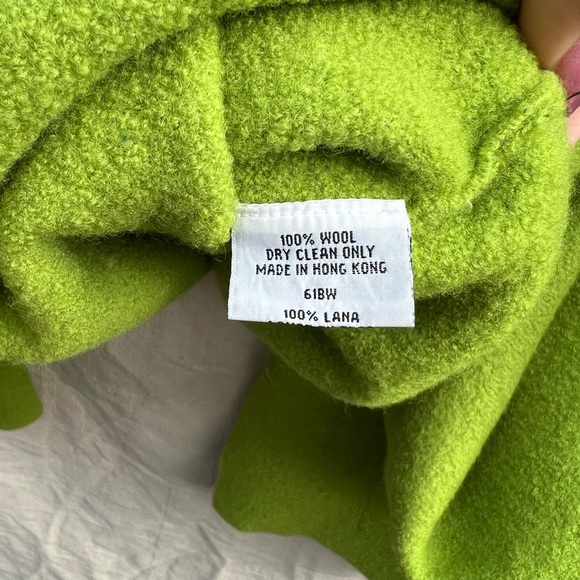 100% WOOL
DRY CLEAN ONLY
MADE IN HONG KONG
61BW
100% LANA